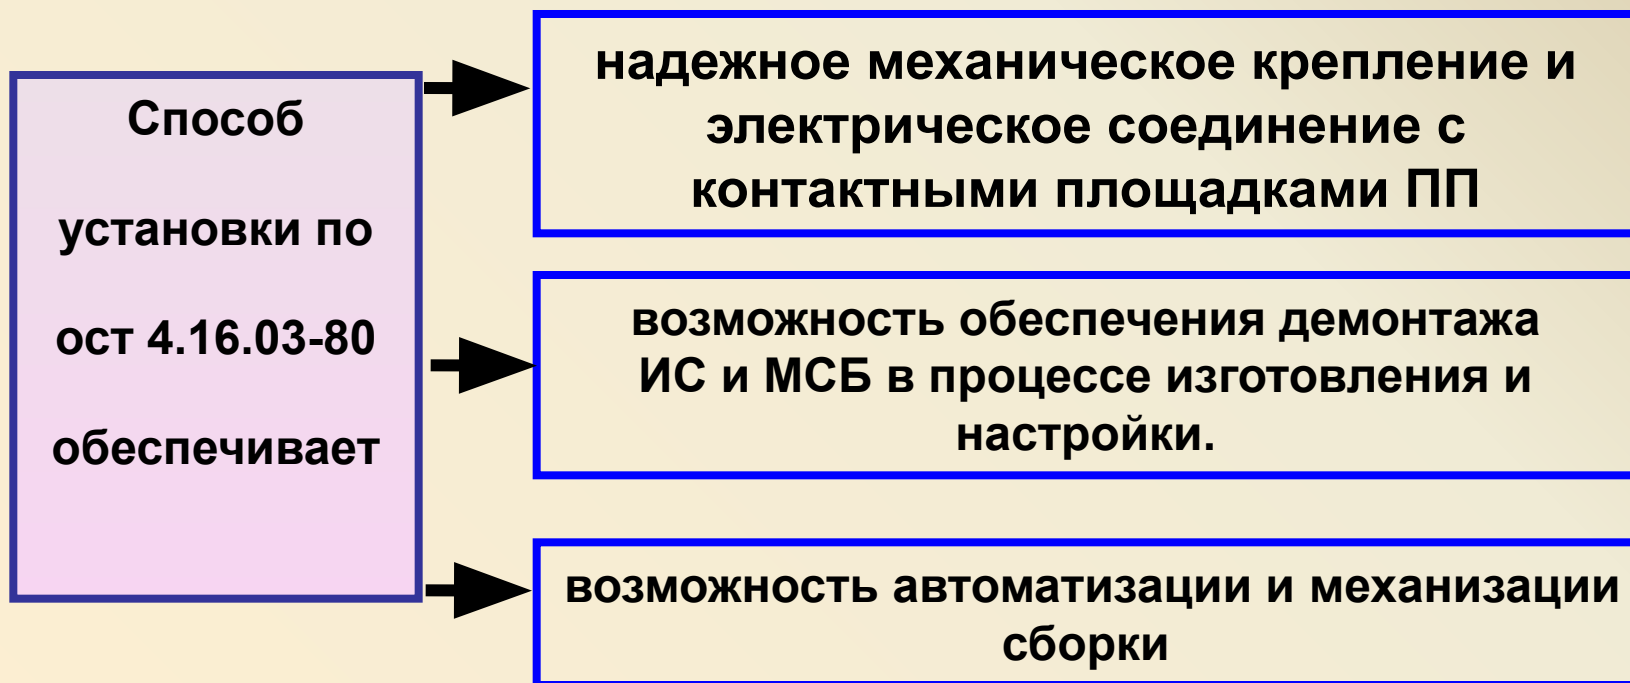 Способ
установки по
ост 4.16.03-80
обеспечивает
надежное механическое крепление и
электрическое соединение с
контактными площадками ПП
возможность обеспечения демонтажа
ИС и МСБ в процессе изготовления и
настройки.
возможность автоматизации и механизации
сборки